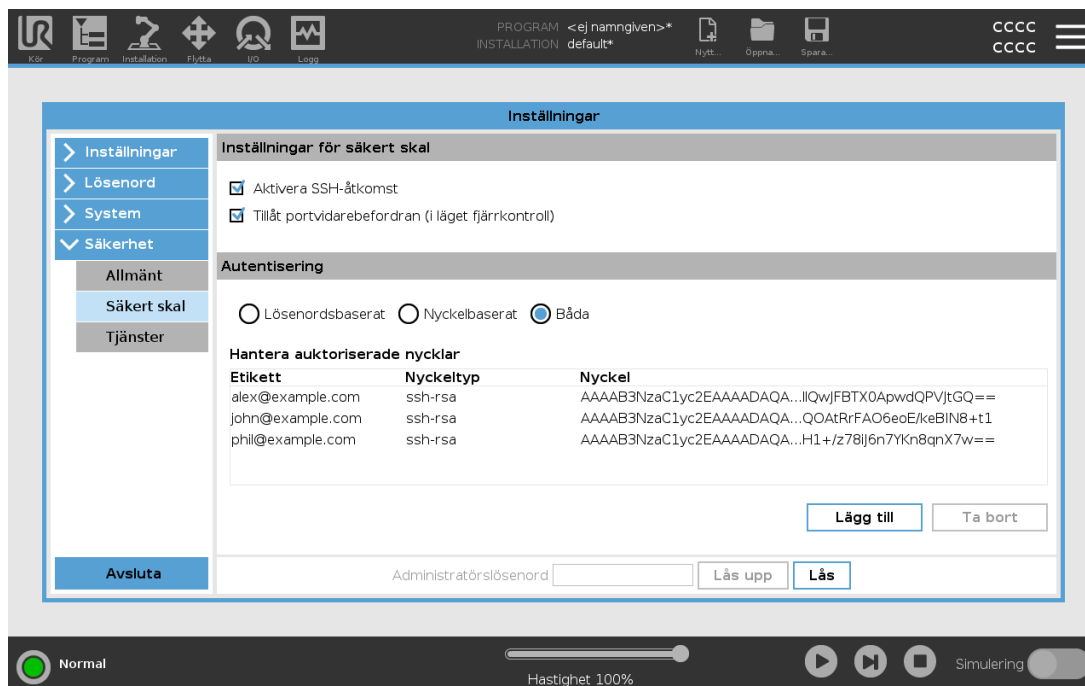 UR
PROGRAM <ej namngiven>*
INSTALLATION default*
CCCC
CCCC
Kör Program Installation Flytta I/O Logg Nytt... Öppna... Spara...
Inställningar
Inställningar
Lösenord
System
Säkerhet
Allmänt
Säkert skal
Tjänster
Avsluta
Inställningar för säkert skal
Aktivera SSH-åtkomst
Tillåt portvidarebefordran (i läget fjärrkontroll)
Autentisering
Lösenordsbaserat Nyckelbaserat Båda
Hantera auktoriserade nycklar
Etikett Nyckeltyp Nyckel
alex@example.com ssh-rsa AAAAB3NzaC1yc2EAAAADAQA...IlQwJFBTX0ApwdQPVJtGQ==
john@example.com ssh-rsa AAAAB3NzaC1yc2EAAAADAQA...QOAtRrFAO6eoE/keBIN8+t1
phil@example.com ssh-rsa AAAAB3NzaC1yc2EAAAADAQA...H1+/z78iJ6n7YKn8qnX7w==
Lägg till Ta bort
Administratörslösenord Lås upp Lås
Normal
Hastighet 100%
Simulering